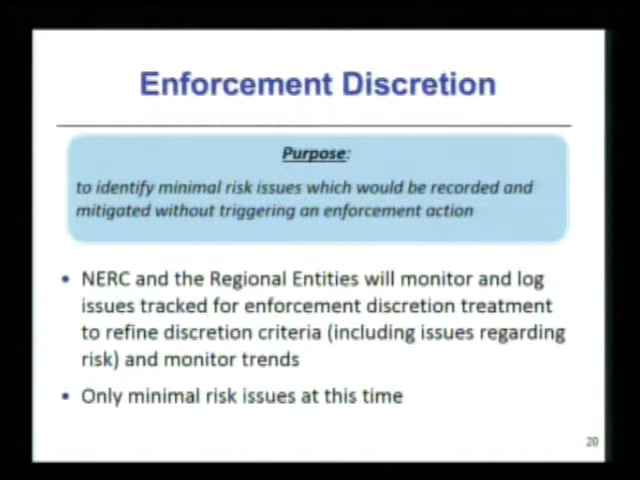 Enforcement Discretion
Purpose:
to identify minimal risk issues which would be recorded and
mitigated without triggering an enforcement action
• NERC and the Regional Entities will monitor and log
issues tracked for enforcement discretion treatment
to refine discretion criteria (including issues regarding
risk) and monitor trends
• Only minimal risk issues at this time
20